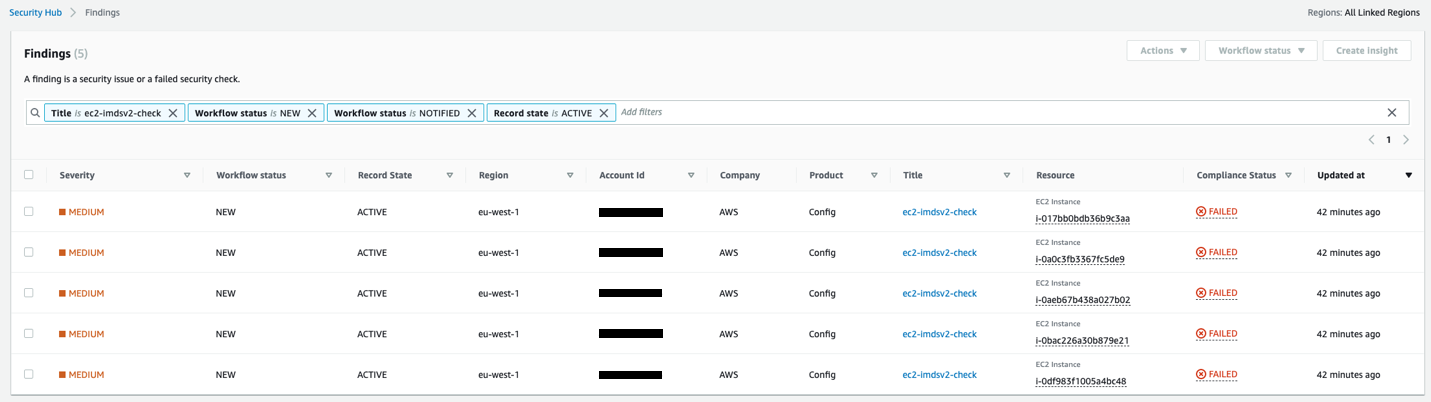 Security Hub > Findings Regions: All Linked Regions
Findings (5) Actions Workflow status Create insight
A finding is a security issue or a failed security check.
Title is ec2-imdsv2-check Workflow status is NEW Workflow status is NOTIFIED Record state is ACTIVE Add filters
1
Severity Workflow status Record State Region Account Id Company Product Title Resource Compliance Status Updated at
MEDIUM NEW ACTIVE eu-west-1 AWS Config ec2-imdsv2-check EC2 Instance i-017bb0bdb36b9c3aa FAILED 42 minutes ago
MEDIUM NEW ACTIVE eu-west-1 AWS Config ec2-imdsv2-check EC2 Instance i-0a0c3fb3367fc5de9 FAILED 42 minutes ago
MEDIUM NEW ACTIVE eu-west-1 AWS Config ec2-imdsv2-check EC2 Instance i-0aeb67b438a027b02 FAILED 42 minutes ago
MEDIUM NEW ACTIVE eu-west-1 AWS Config ec2-imdsv2-check EC2 Instance i-0bac226a30b879e21 FAILED 42 minutes ago
MEDIUM NEW ACTIVE eu-west-1 AWS Config ec2-imdsv2-check EC2 Instance i-0df983f1005a4bc48 FAILED 42 minutes ago